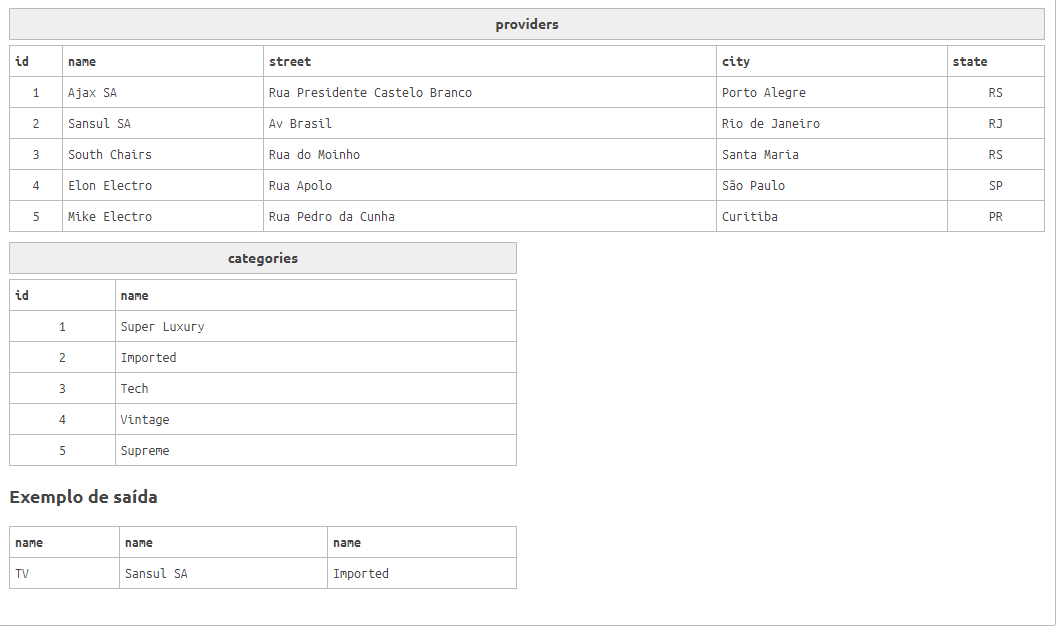 providers
id name street city state
1 Ajax SA Rua Presidente Castelo Branco Porto Alegre RS
2 Sansul SA Av Brasil Rio de Janeiro RJ
3 South Chairs Rua do Moinho Santa Maria RS
4 Elon Electro Rua Apolo São Paulo SP
5 Mike Electro Rua Pedro da Cunha Curitiba PR
categories
id name
1 Super Luxury
2 Imported
3 Tech
4 Vintage
5 Supreme
Exemplo de saída
name name name
TV Sansul SA Imported